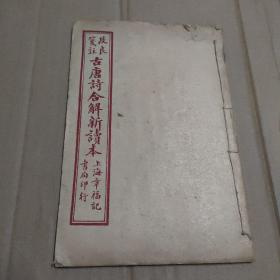 改良
箋註
古唐詩合解新讀本
上海章福記
書局印行